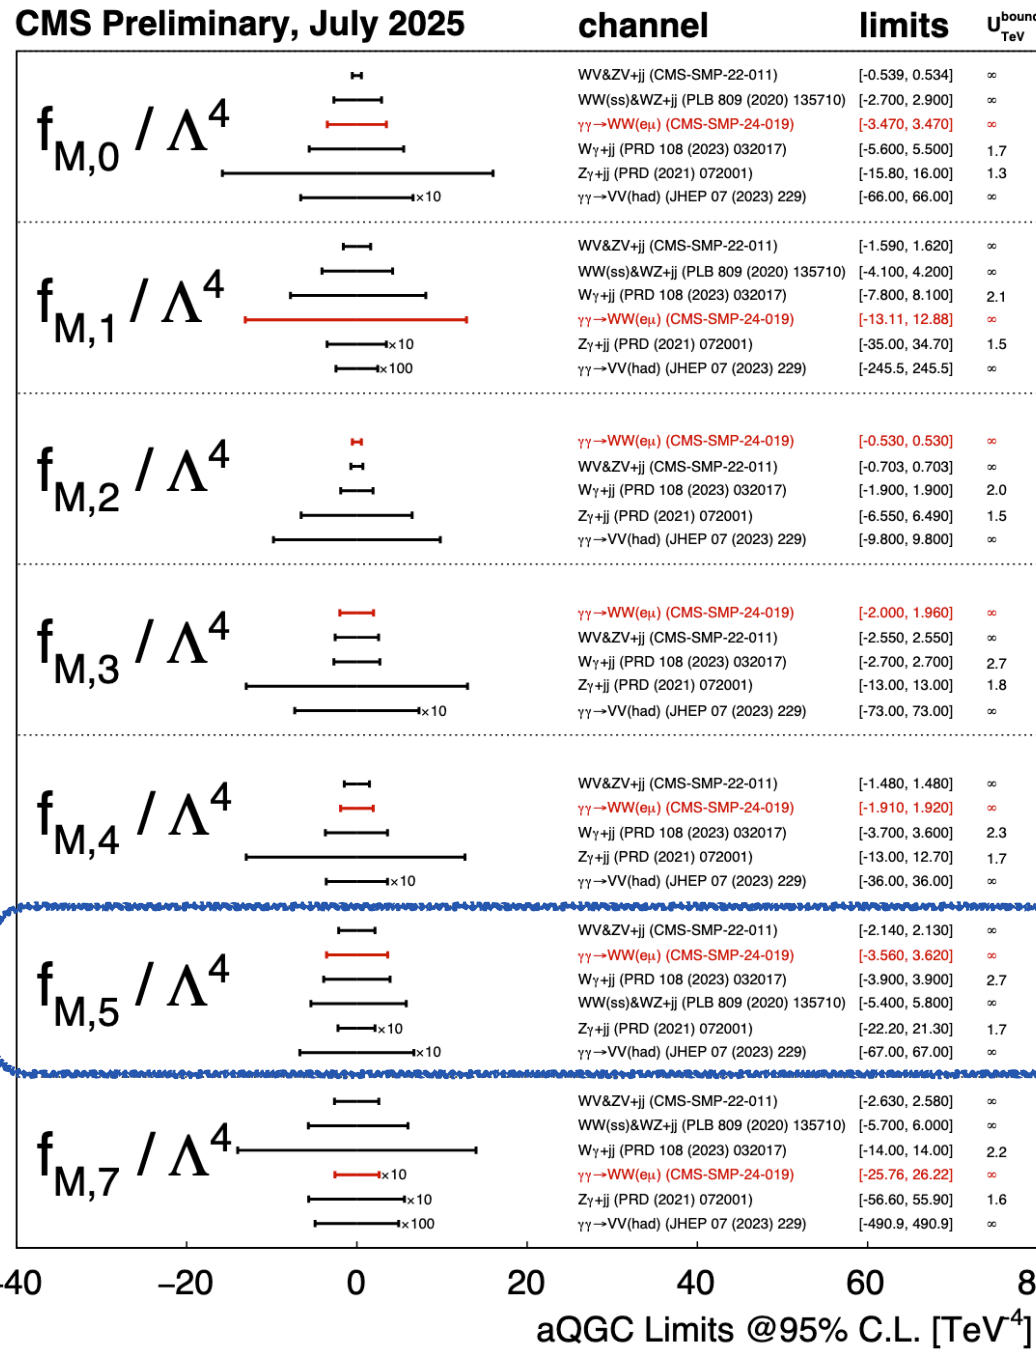 CMS Preliminary, July 2025 channel limits U bound TeV
f M,0 / Λ 4
WV&ZV+jj (CMS-SMP-22-011) [-0.539, 0.534] ∞
WW(ss)&WZ+jj (PLB 809 (2020) 135710) [-2.700, 2.900] ∞
γγ→WW(eμ) (CMS-SMP-24-019) [-3.470, 3.470] ∞
Wγ+jj (PRD 108 (2023) 032017) [-5.600, 5.500] 1.7
Zγ+jj (PRD (2021) 072001) [-15.80, 16.00] 1.3
×10 γγ→VV(had) (JHEP 07 (2023) 229) [-66.00, 66.00] ∞
f M,1 / Λ 4
WV&ZV+jj (CMS-SMP-22-011) [-1.590, 1.620] ∞
WW(ss)&WZ+jj (PLB 809 (2020) 135710) [-4.100, 4.200] ∞
Wγ+jj (PRD 108 (2023) 032017) [-7.800, 8.100] 2.1
γγ→WW(eμ) (CMS-SMP-24-019) [-13.11, 12.88] ∞
×10 Zγ+jj (PRD (2021) 072001) [-35.00, 34.70] 1.5
×100 γγ→VV(had) (JHEP 07 (2023) 229) [-245.5, 245.5] ∞
f M,2 / Λ 4
γγ→WW(eμ) (CMS-SMP-24-019) [-0.530, 0.530] ∞
WV&ZV+jj (CMS-SMP-22-011) [-0.703, 0.703] ∞
Wγ+jj (PRD 108 (2023) 032017) [-1.900, 1.900] 2.0
Zγ+jj (PRD (2021) 072001) [-6.550, 6.490] 1.5
γγ→VV(had) (JHEP 07 (2023) 229) [-9.800, 9.800] ∞
f M,3 / Λ 4
γγ→WW(eμ) (CMS-SMP-24-019) [-2.000, 1.960] ∞
WV&ZV+jj (CMS-SMP-22-011) [-2.550, 2.550] ∞
Wγ+jj (PRD 108 (2023) 032017) [-2.700, 2.700] 2.7
Zγ+jj (PRD (2021) 072001) [-13.00, 13.00] 1.8
×10 γγ→VV(had) (JHEP 07 (2023) 229) [-73.00, 73.00] ∞
f M,4 / Λ 4
WV&ZV+jj (CMS-SMP-22-011) [-1.480, 1.480] ∞
γγ→WW(eμ) (CMS-SMP-24-019) [-1.910, 1.920] ∞
Wγ+jj (PRD 108 (2023) 032017) [-3.700, 3.600] 2.3
Zγ+jj (PRD (2021) 072001) [-13.00, 12.70] 1.7
×10 γγ→VV(had) (JHEP 07 (2023) 229) [-36.00, 36.00] ∞
f M,5 / Λ 4
WV&ZV+jj (CMS-SMP-22-011) [-2.140, 2.130] ∞
γγ→WW(eμ) (CMS-SMP-24-019) [-3.560, 3.620] ∞
Wγ+jj (PRD 108 (2023) 032017) [-3.900, 3.900] 2.7
WW(ss)&WZ+jj (PLB 809 (2020) 135710) [-5.400, 5.800] ∞
×10 Zγ+jj (PRD (2021) 072001) [-22.20, 21.30] 1.7
×10 γγ→VV(had) (JHEP 07 (2023) 229) [-67.00, 67.00] ∞
f M,7 / Λ 4
WV&ZV+jj (CMS-SMP-22-011) [-2.630, 2.580] ∞
WW(ss)&WZ+jj (PLB 809 (2020) 135710) [-5.700, 6.000] ∞
Wγ+jj (PRD 108 (2023) 032017) [-14.00, 14.00] 2.2
×10 γγ→WW(eμ) (CMS-SMP-24-019) [-25.76, 26.22] ∞
×10 Zγ+jj (PRD (2021) 072001) [-56.60, 55.90] 1.6
×100 γγ→VV(had) (JHEP 07 (2023) 229) [-490.9, 490.9] ∞
-40 −20 0 20 40 60 8
aQGC Limits @95% C.L. [TeV-4]